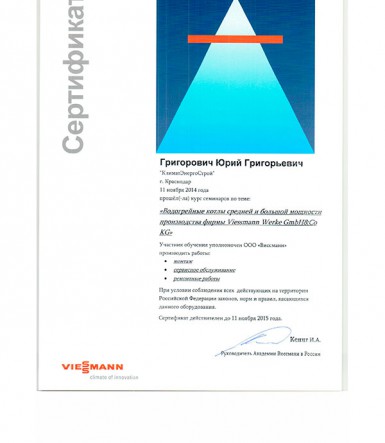 Сертификат
Григорович Юрий Григорьевич
"КлиматЭнергоСтрой"
г. Краснодар
11 ноября 2014 года
прошёл(-ла) курс семинаров по теме:
«Водогрейные котлы средней и большой мощности
производства фирмы Viessmann Werke GmbH&Co
KG»
Участник обучения уполномочен ООО «Виссманн»
производить работы:
• монтаж
• сервисное обслуживание
• ремонтные работы
При условии соблюдения всех действующих на территории
Российской Федерации законов, норм и правил, касающихся
данного оборудования.
Сертификат действителен до 11 ноября 2015 года.
И.А.
Руководитель Академии Виссманн в России
VIESMANN
climate of innovation